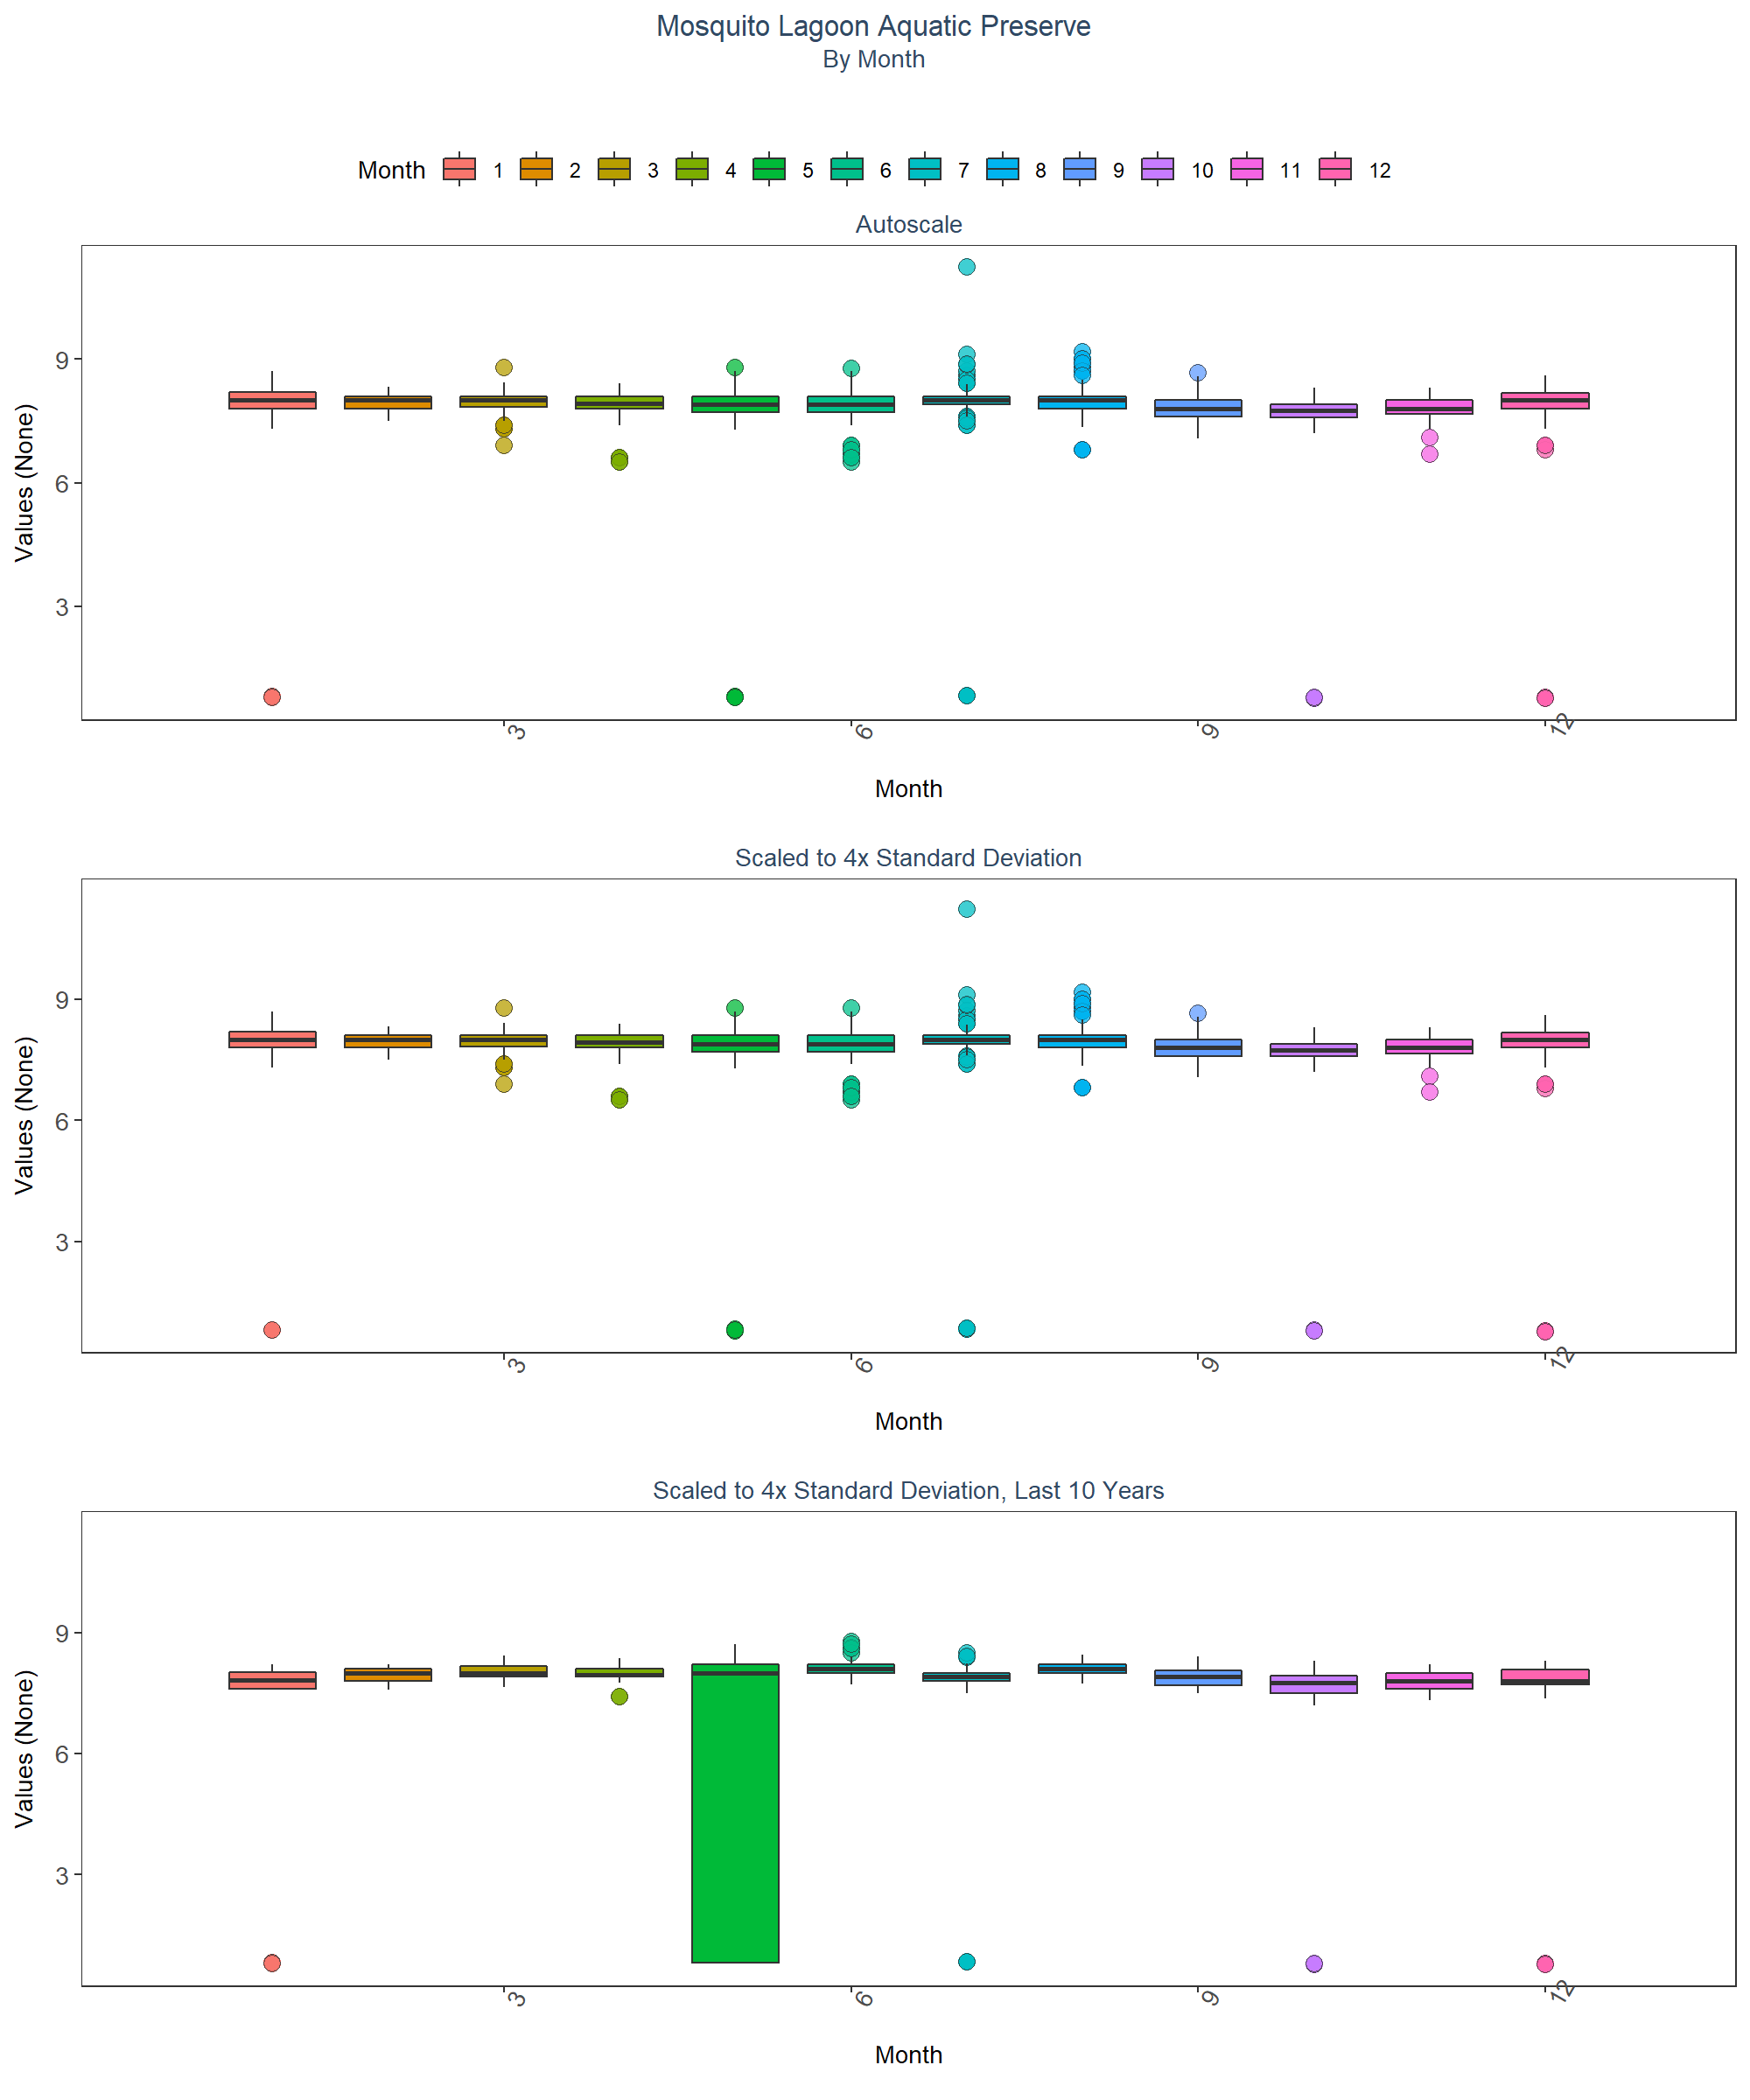 Mosquito Lagoon Aquatic Preserve
By Month
Month 1 2 3 4 5 6 7 8 9 10 11 12
Autoscale
Values (None)
9
6
3
3 6 9 12
Month
Scaled to 4x Standard Deviation
Values (None)
9
6
3
3 6 9 12
Month
Scaled to 4x Standard Deviation, Last 10 Years
Values (None)
9
6
3
3 6 9 12
Month